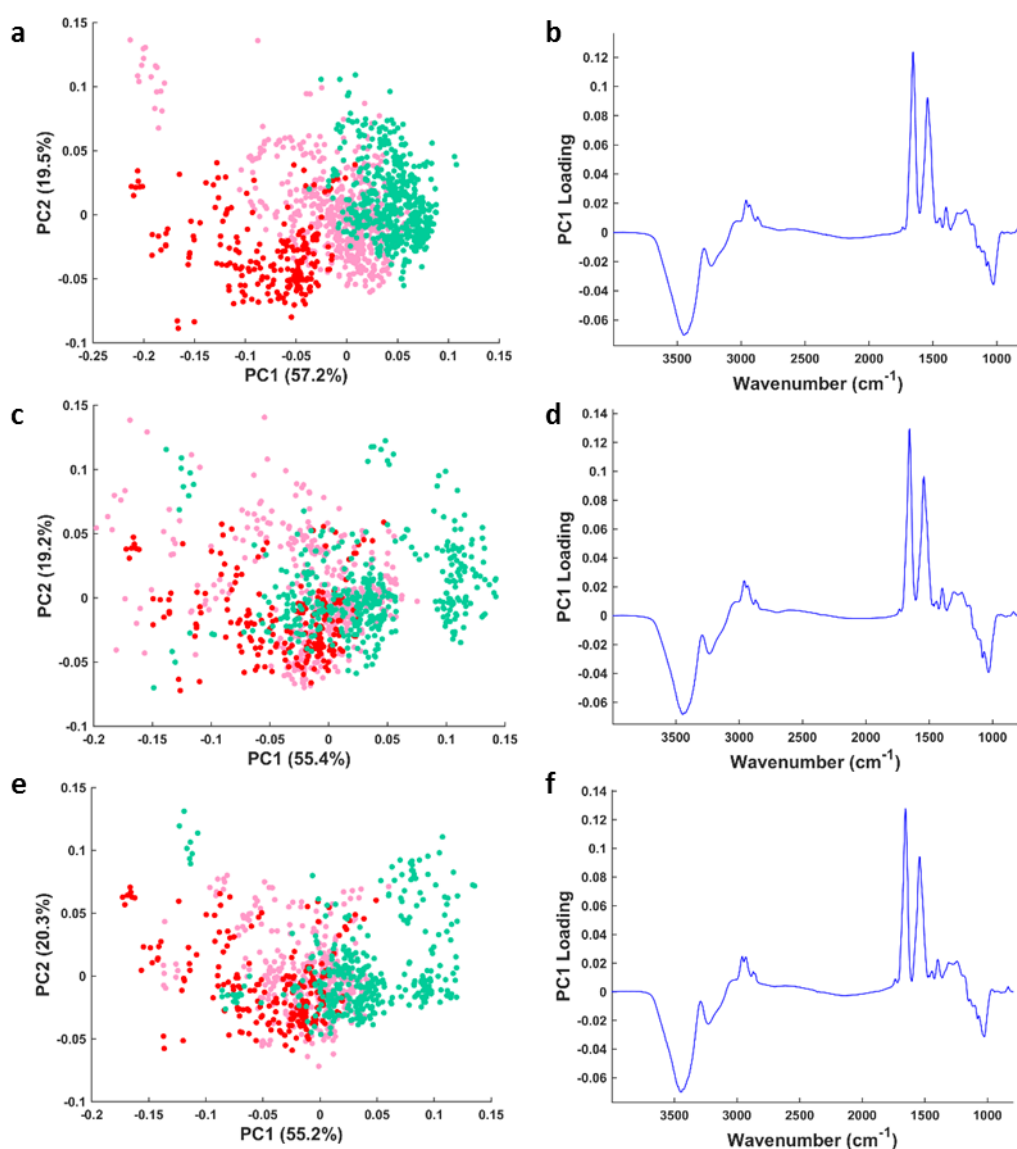 a
0.15
0.1
0.05
0
-0.05
-0.1
PC2 (19.5%)
-0.25 -0.2 -0.15 -0.1 -0.05 0 0.05 0.1 0.15
PC1 (57.2%)
b
0.12
0.1
0.08
0.06
0.04
0.02
0
-0.02
-0.04
-0.06
PC1 Loading
3500 3000 2500 2000 1500 1000
Wavenumber (cm-1)
c
0.15
0.1
0.05
0
-0.05
-0.1
PC2 (19.2%)
-0.2 -0.15 -0.1 -0.05 0 0.05 0.1 0.15
PC1 (55.4%)
d
0.14
0.12
0.1
0.08
0.06
0.04
0.02
0
-0.02
-0.04
-0.06
PC1 Loading
3500 3000 2500 2000 1500 1000
Wavenumber (cm-1)
e
0.15
0.1
0.05
0
-0.05
-0.1
PC2 (20.3%)
-0.2 -0.15 -0.1 -0.05 0 0.05 0.1 0.15
PC1 (55.2%)
f
0.14
0.12
0.1
0.08
0.06
0.04
0.02
0
-0.02
-0.04
-0.06
PC1 Loading
3500 3000 2500 2000 1500 1000
Wavenumber (cm-1)